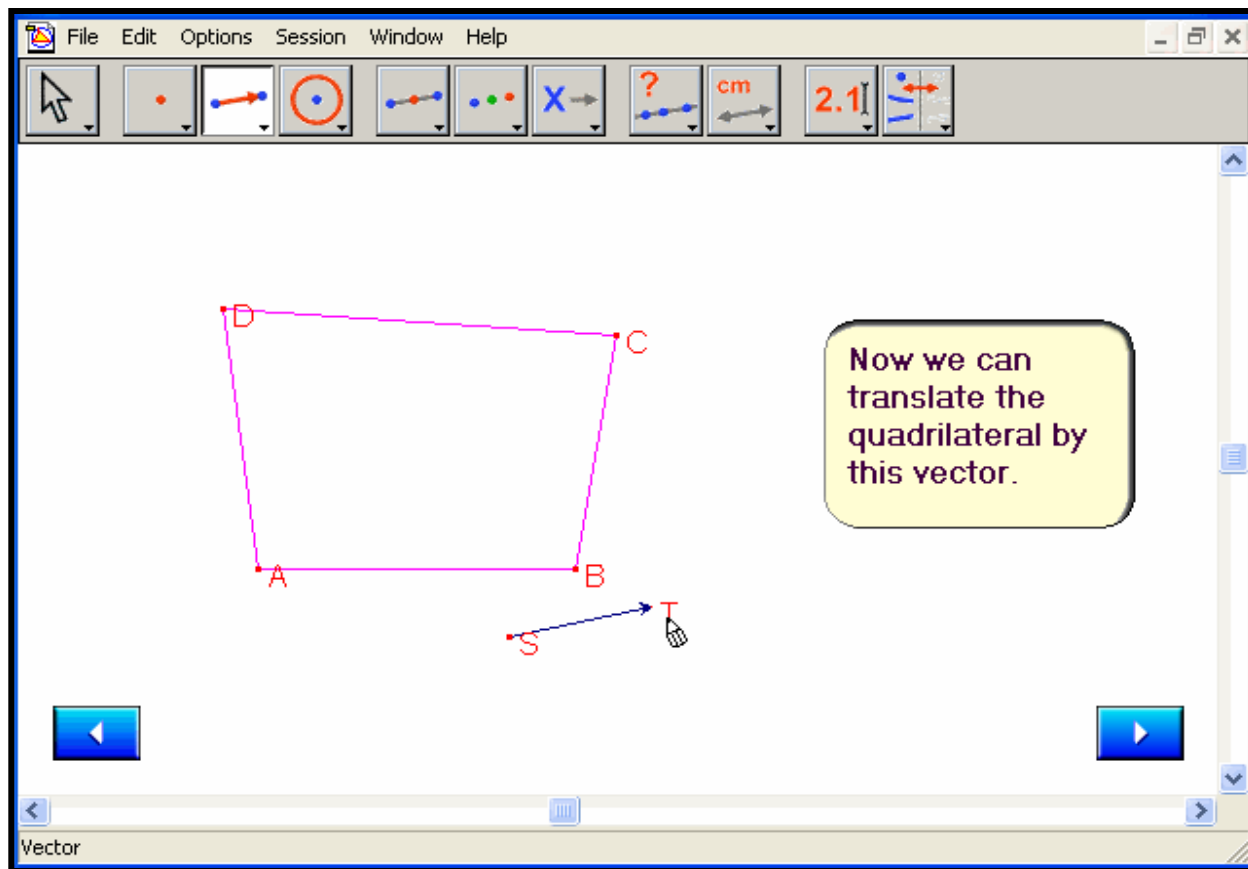 File Edit Options Session Window Help
? cm 2.1
X
D
C
Now we can
translate the
quadrilateral by
this vector.
A B
T
S
Vector